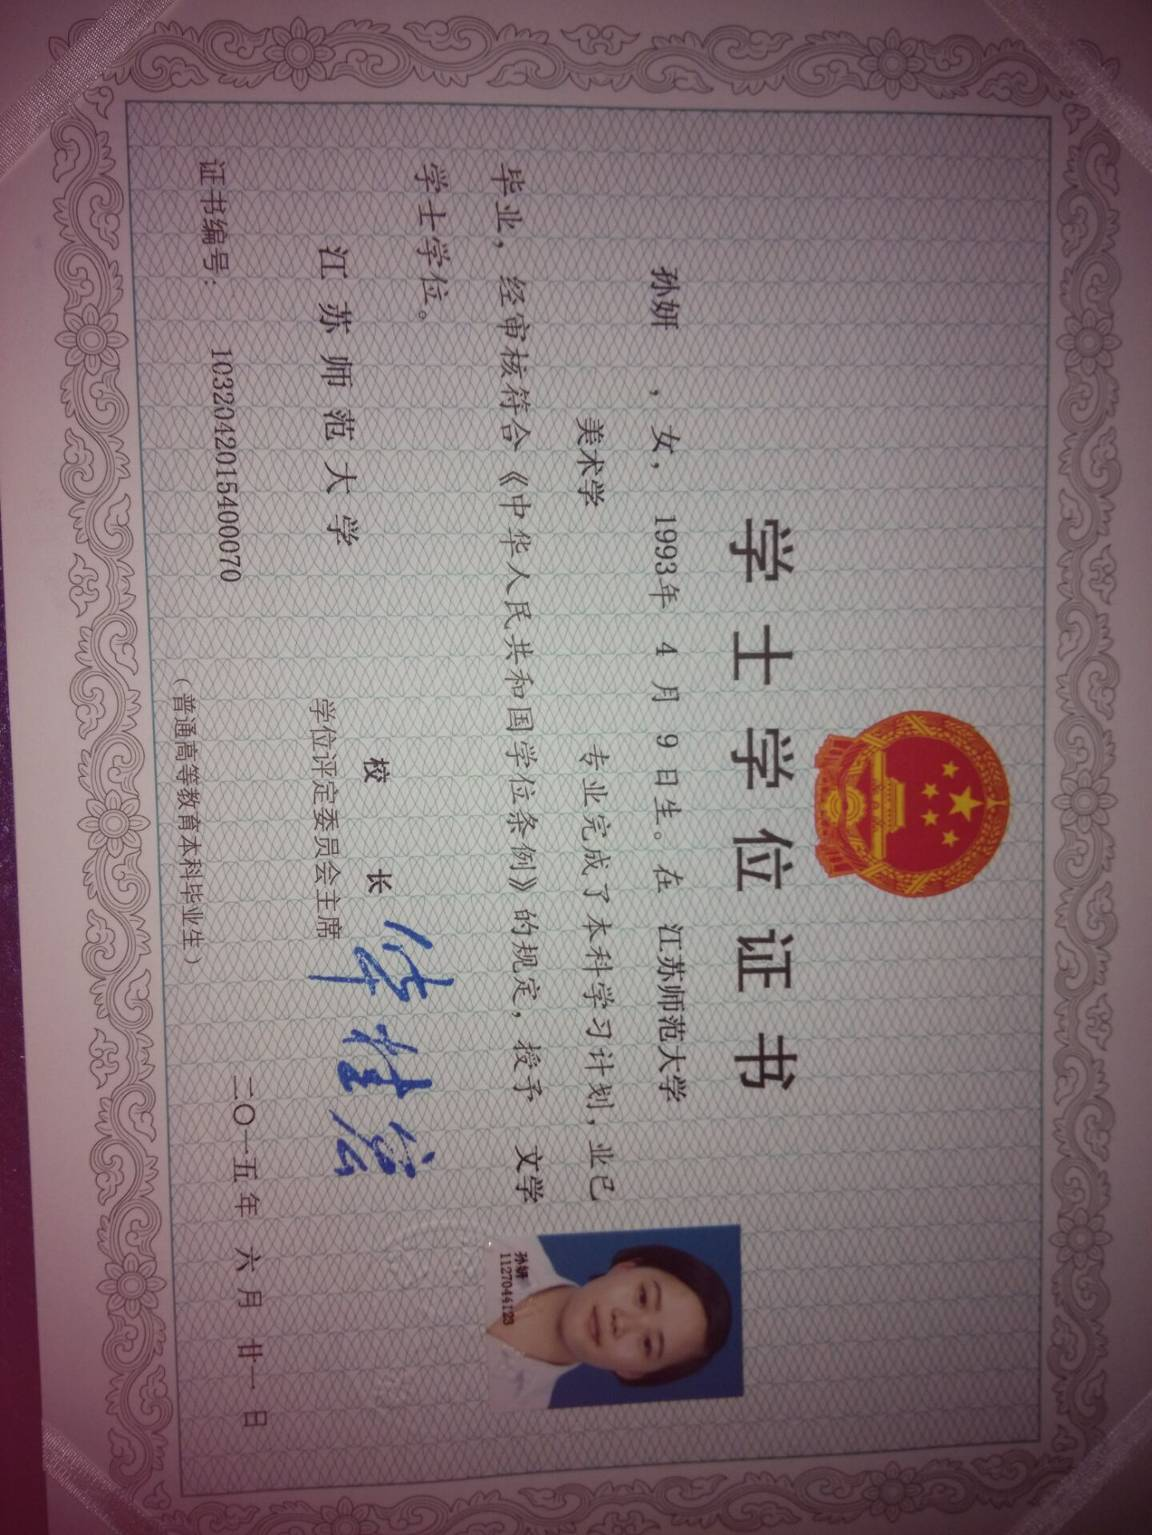 学士学位证书
孙妍，女，1993年 4 月 9 日生。在 江苏师范大学
美术学 专业完成了本科学习计划，业已
毕业，经审核符合《中华人民共和国学位条例》的规定，授予 文学
学士学位。
孙妍
1127044123
江苏师范大学
校长
学位评定委员会主席
证书编号：1032042015400070
二〇一五年 六月 廿一日
（普通高等教育本科毕业生）